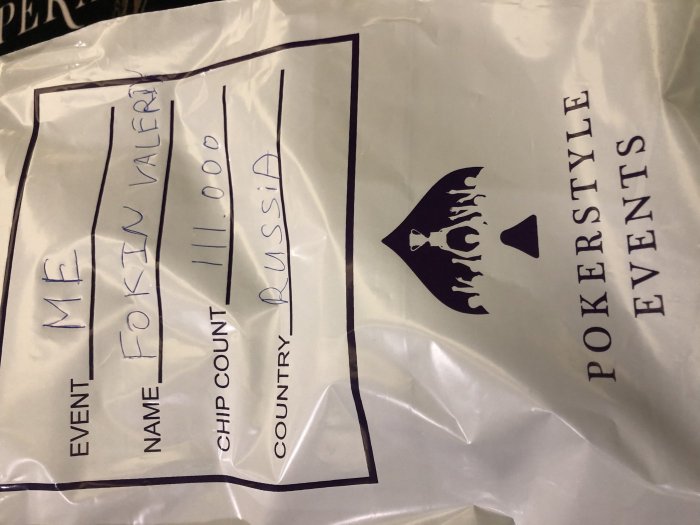 EVENT ME
NAME FOKIN VALERIY
CHIP COUNT 111.000
COUNTRY RUSSiA
POKERSTYLE
EVENTS